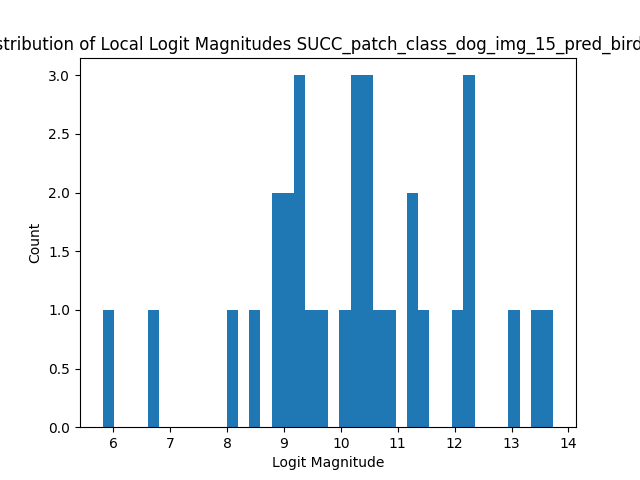 stribution of Local Logit Magnitudes SUCC_patch_class_dog_img_15_pred_bird
3.0
2.5
2.0
1.5
1.0
0.5
0.0
Count
6 7 8 9 10 11 12 13 14
Logit Magnitude